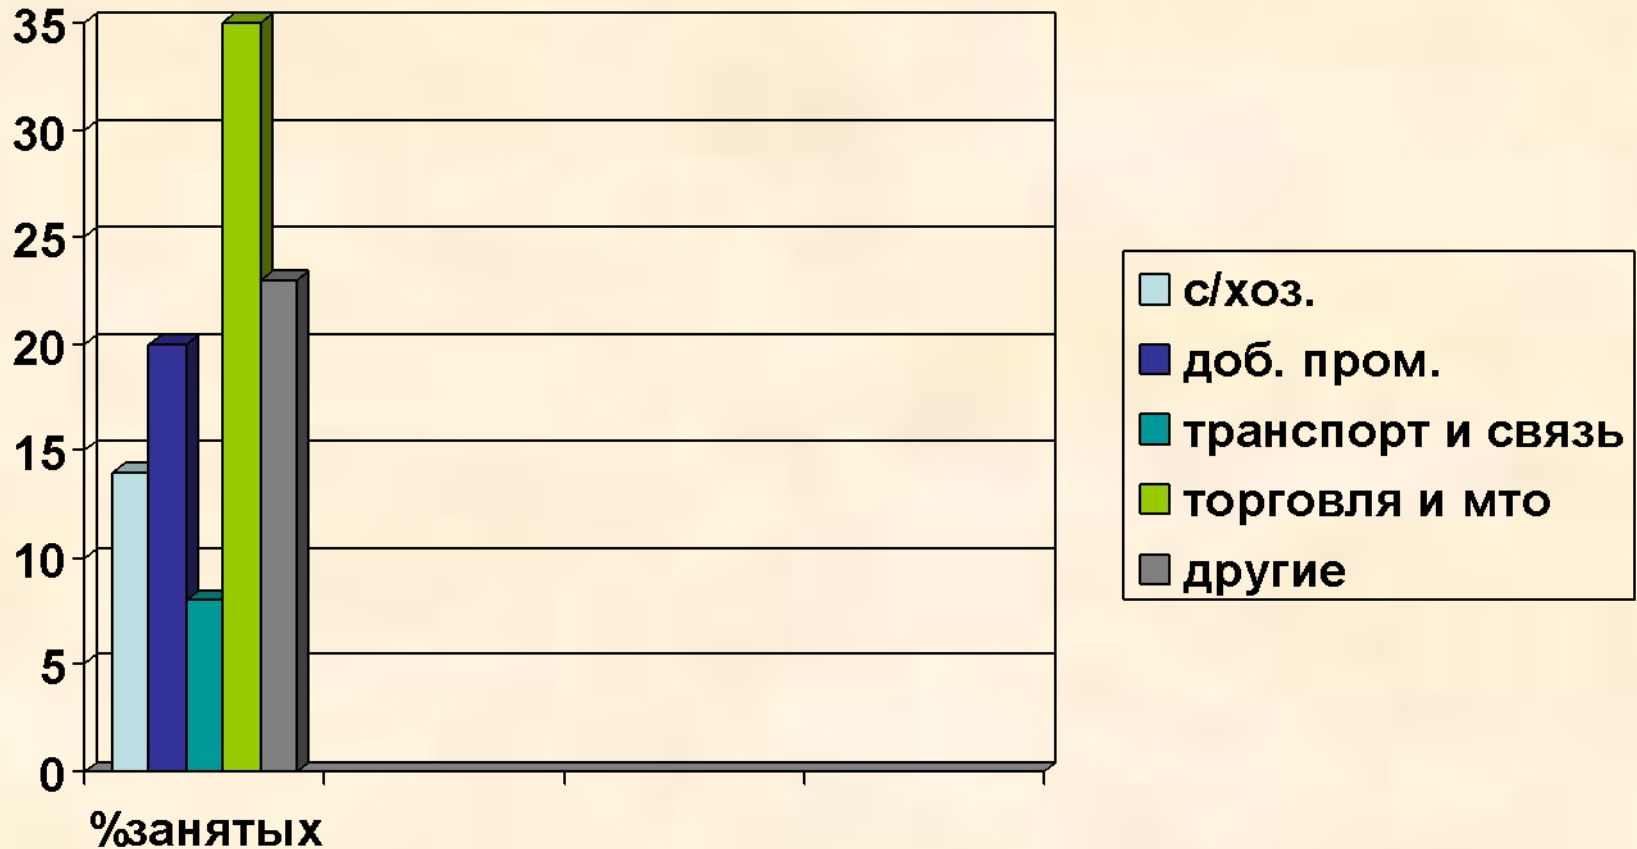 35
30
25
20
15
10
5
0
%занятых
с/хоз.
доб. пром.
транспорт и связь
торговля и мто
другие